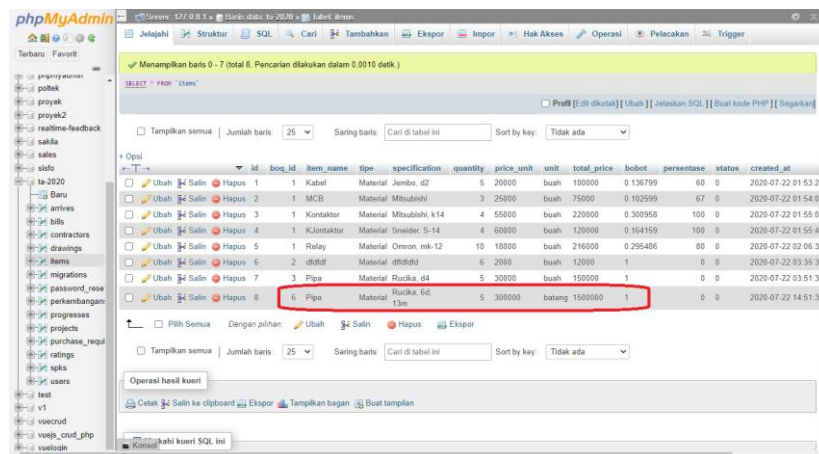 phpMyAdmin
Terbaru Favorit
phpmyadmin
poltek
proyek
proyek2
realtime-feedback
sakila
sales
sisfo
ta-2020
Baru
arrives
bills
contractors
drawings
items
migrations
password_rese
perkembangan
progresses
projects
purchase_requi
ratings
spks
users
test
v1
vuecrud
vuejs_crud_php
vuelogin
Server: 127.0.0.1 » Basis data: ta-2020 » Tabel: items
Jelajahi Struktur SQL Cari Tambahkan Ekspor Impor Hak Akses Operasi Pelacakan Trigger
Menampilkan baris 0 - 7 (total 8, Pencarian dilakukan dalam 0,0010 detik.)
SELECT * FROM `items`
Profil [Edit dikotak] [ Ubah ] [ Jelaskan SQL ] [ Buat kode PHP ] [ Segarkan]
Tampilkan semua | Jumlah baris: 25 Saring baris: Cari di tabel ini Sort by key: Tidak ada
+ Opsi
←T→ id boq_id item_name tipe specification quantity price_unit unit total_price bobot persentase status created_at
Ubah Salin Hapus 1 1 Kabel Material Jembo, d2 5 20000 buah 100000 0.136799 60 0 2020-07-22 01:53:2
Ubah Salin Hapus 2 1 MCB Material Mitsubishi 3 25000 buah 75000 0.102599 67 0 2020-07-22 01:54:0
Ubah Salin Hapus 3 1 Kontaktor Material Mitsubishi, k14 4 55000 buah 220000 0.300958 100 0 2020-07-22 01:55:0
Ubah Salin Hapus 4 1 KJontaktor Material Sneider, S-14 4 60000 buah 120000 0.164159 100 0 2020-07-22 01:55:4
Ubah Salin Hapus 5 1 Relay Material Omron, mk-12 10 18000 buah 216000 0.295486 80 0 2020-07-22 02:06:3
Ubah Salin Hapus 6 2 dfdfdf Material dffdfdfd 6 2000 buah 12000 1 0 0 2020-07-22 03:35:3
Ubah Salin Hapus 7 3 Pipa Material Rucika, d4 5 30000 buah 150000 1 0 0 2020-07-22 03:51:3
Ubah Salin Hapus 8 6 Pipa Material Rucika, 6d, 13m 5 300000 batang 1500000 1 0 0 2020-07-22 14:51:3
Pilih Semua Dengan pilihan: Ubah Salin Hapus Ekspor
Tampilkan semua | Jumlah baris: 25 Saring baris: Cari di tabel ini Sort by key: Tidak ada
Operasi hasil kueri
Cetak Salin ke clipboard Ekspor Tampilkan bagan Buat tampilan
Konsol kahi kueri SQL ini